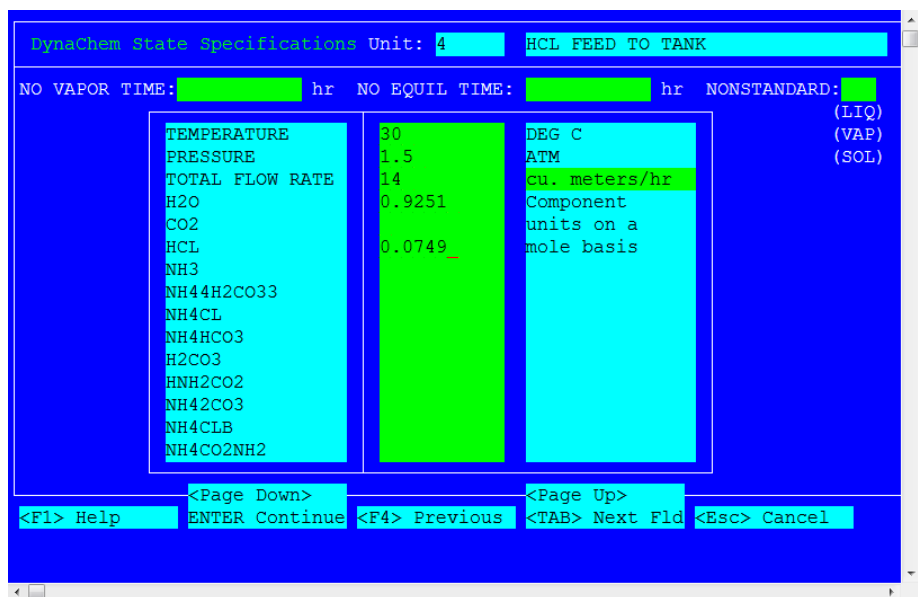 DynaChem State Specifications Unit: 4 HCL FEED TO TANK
NO VAPOR TIME: hr NO EQUIL TIME: hr NONSTANDARD:
(LIQ)
TEMPERATURE 30 DEG C (VAP)
PRESSURE 1.5 ATM (SOL)
TOTAL FLOW RATE 14 cu. meters/hr
H2O 0.9251 Component
CO2 units on a
HCL 0.0749_ mole basis
NH3
NH44H2CO33
NH4CL
NH4HCO3
H2CO3
HNH2CO2
NH42CO3
NH4CLB
NH4CO2NH2
<Page Down> <Page Up>
<F1> Help ENTER Continue <F4> Previous <TAB> Next Fld <Esc> Cancel